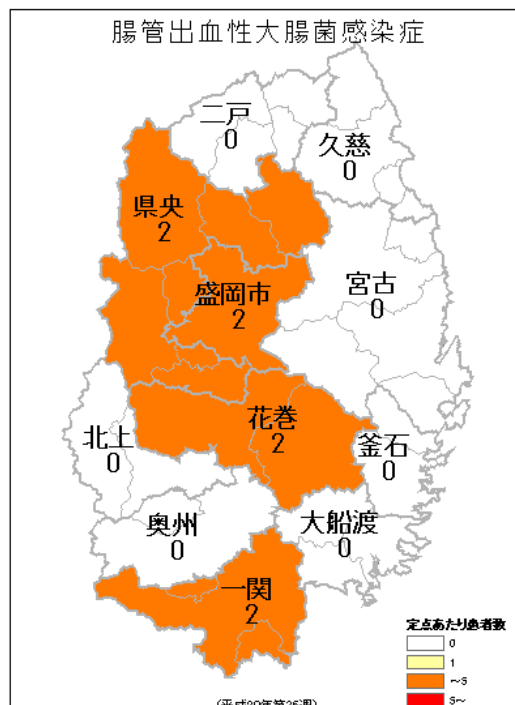 腸管出血性大腸菌感染症
二戸
0
久慈
0
県央
2
盛岡市
2
宮古
0
花巻
2
北上
0
釜石
0
奥州
0
大船渡
0
一関
2
定点あたり患者数
0
1